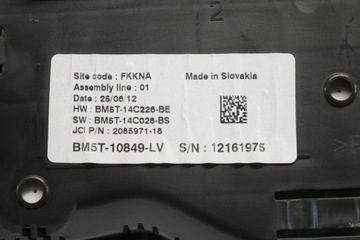 2
Site code : FKKNA
Made in Slovakia
Assembly line : 01
Date : 25/06/12
HW : BM5T-14C226-BE
SW : BM5T-14C026-BS
JCI P/N : 2085971-18
BM5T-10849-LV S/N : 12161975